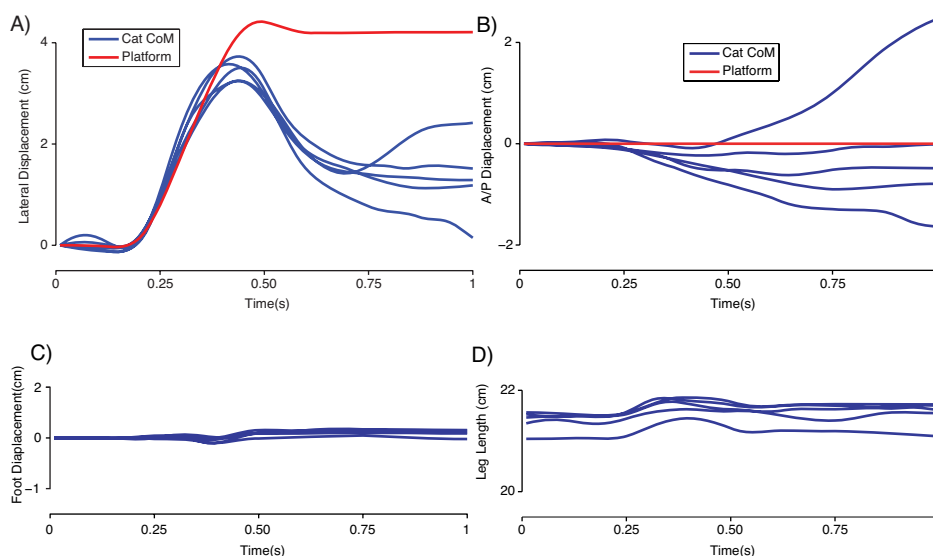 A)
Cat CoM
Platform
Lateral Displacement (cm)
4
2
0
0
0.25
0.50
0.75
1
Time(s)
B)
Cat CoM
Platform
A/P Displacement (cm)
2
0
−2
0
0.25
0.50
0.75
Time(s)
C)
Foot Diaplacement(cm)
2
0
−1
0
0.25
0.50
0.75
1
Time(s)
D)
Leg Length (cm)
22
21
20
0
0.25
0.50
0.75
Time(s)